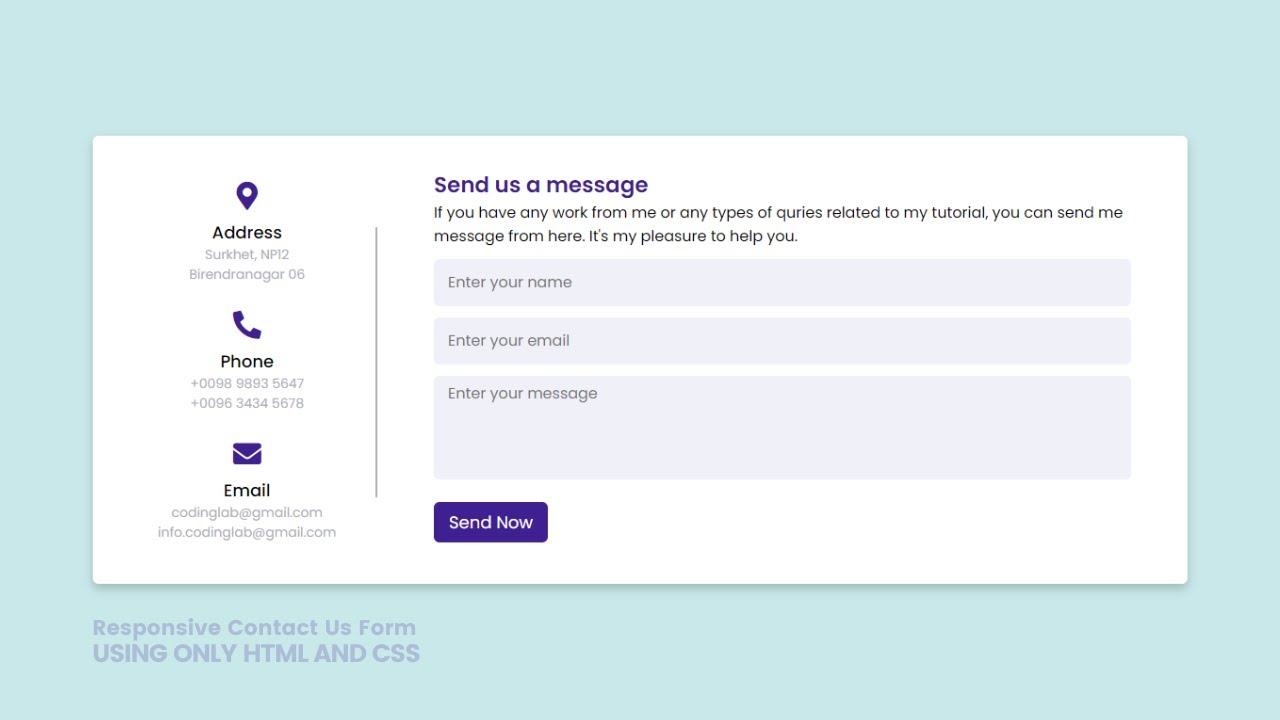 Address
Surkhet, NP12
Birendranagar 06
Phone
+0098 9893 5647
+0096 3434 5678
Email
codinglab@gmail.com
info.codinglab@gmail.com
Send us a message
If you have any work from me or any types of quries related to my tutorial, you can send me
message from here. It's my pleasure to help you.
Enter your name
Enter your email
Enter your message
Send Now
Responsive Contact Us Form
USING ONLY HTML AND CSS